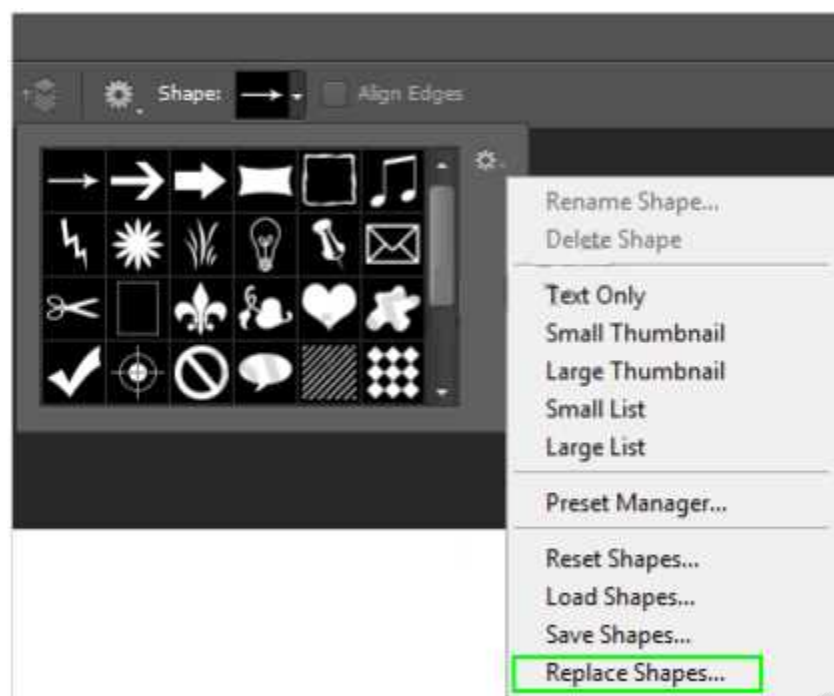 Shape:
Align Edges
Rename Shape...
Delete Shape
Text Only
Small Thumbnail
Large Thumbnail
Small List
Large List
Preset Manager...
Reset Shapes...
Load Shapes...
Save Shapes...
Replace Shapes...